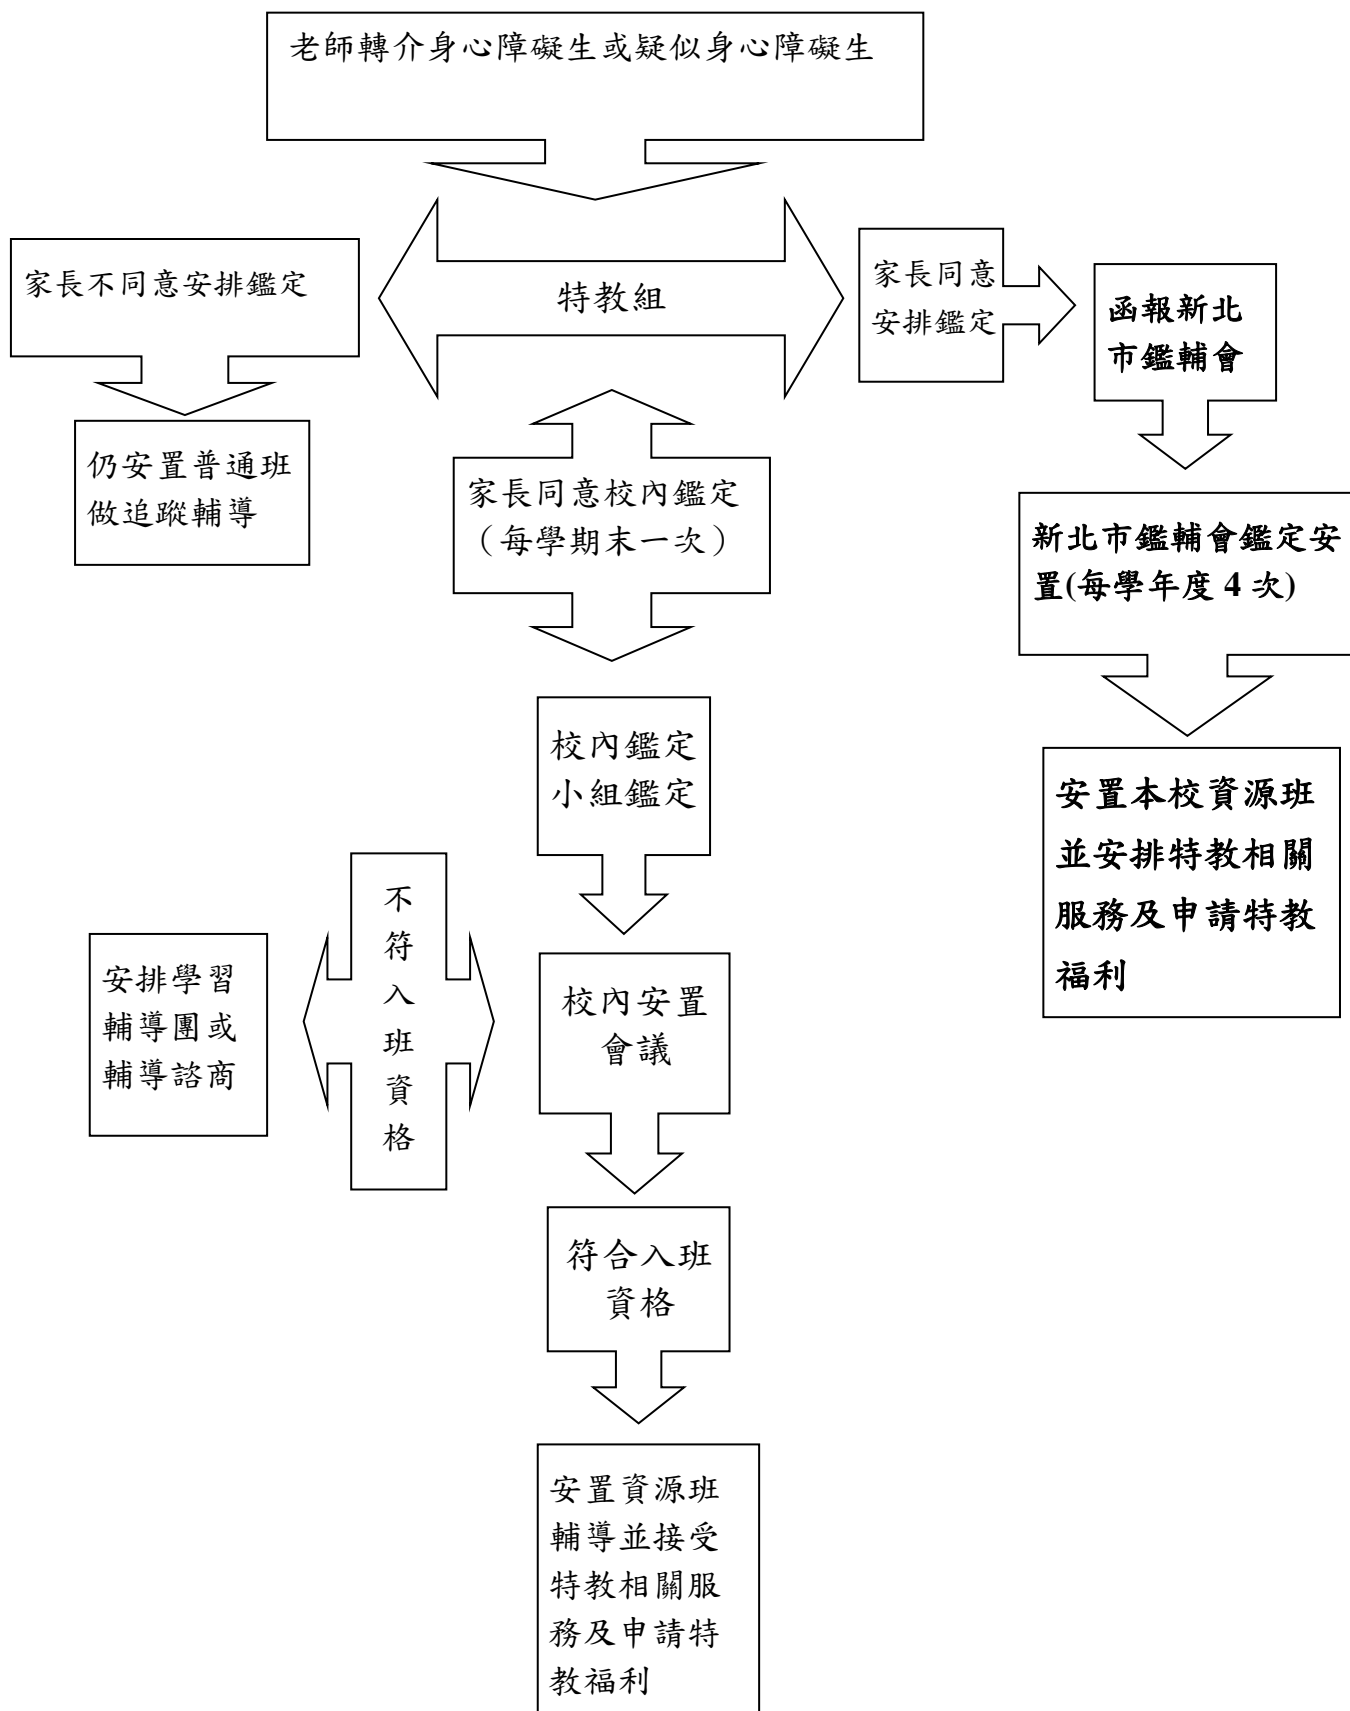 老師轉介身心障礙生或疑似身心障礙生
家長不同意安排鑑定
特教組
家長同意
安排鑑定
函報新北
市鑑輔會
仍安置普通班
做追蹤輔導
家長同意校內鑑定
（每學期末一次）
新北市鑑輔會鑑定安
置(每學年度 4 次)
校內鑑定
小組鑑定
安置本校資源班
並安排特教相關
服務及申請特教
福利
不
符
入
班
資
格
安排學習
輔導團或
輔導諮商
校內安置
會議
符合入班
資格
安置資源班
輔導並接受
特教相關服
務及申請特
教福利